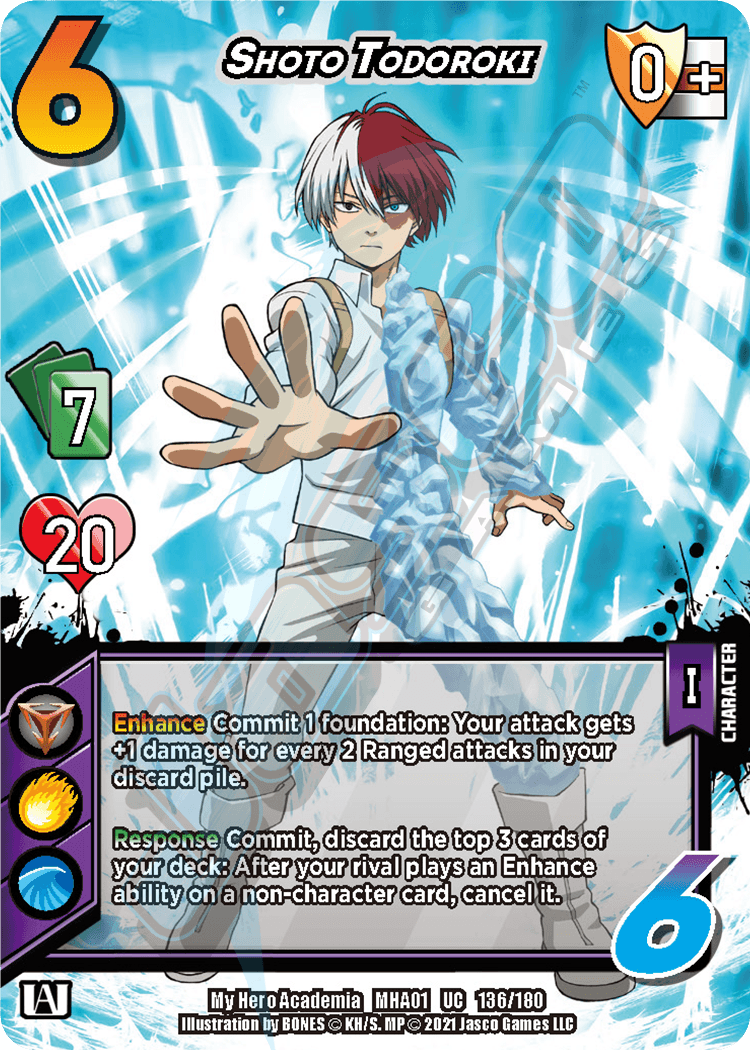 6
SHOTO TODOROKI
0 +
TM
7
20
I
CHARACTER
Enhance Commit 1 foundation: Your attack gets
+1 damage for every 2 Ranged attacks in your
discard pile.
Response Commit, discard the top 3 cards of
your deck: After your rival plays an Enhance
ability on a non-character card, cancel it.
6
UA
My Hero Academia MHA01 UC 136/180
Illustration by BONES © KH/S. MP © 2021 Jasco Games LLC